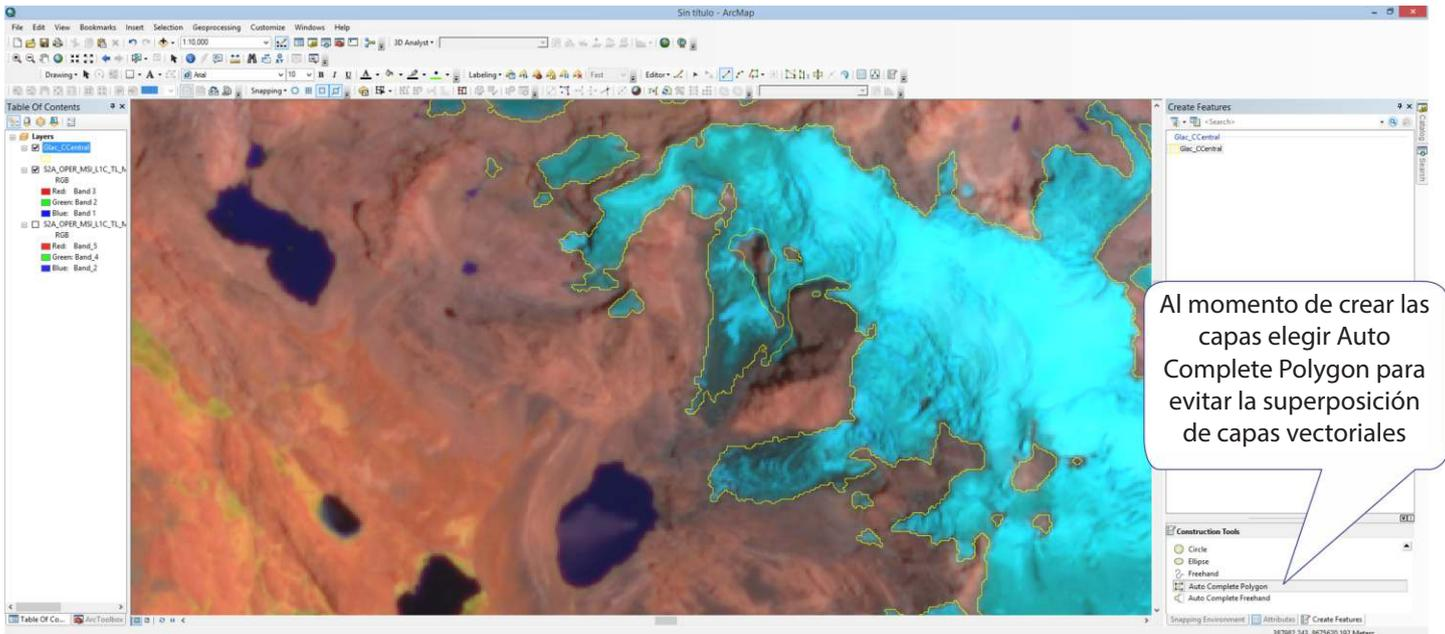 Sin título - ArcMap
File Edit View Bookmarks Insert Selection Geoprocessing Customize Windows Help
1:10,000 3D Analyst
Drawing Arial 10 B I U A Labeling Fast Editor
Snapping
Table Of Contents
Layers
Glac_CCentral
S2A_OPER_MSI_L1C_TL_M
RGB
Red: Band 3
Green: Band 2
Blue: Band 1
S2A_OPER_MSI_L1C_TL_M
RGB
Red: Band_5
Green: Band_4
Blue: Band_2
Table Of Co... ArcToolbox
Create Features
<Search>
Glac_CCentral
Glac_CCentral
Catalog
Search
Al momento de crear las
capas elegir Auto
Complete Polygon para
evitar la superposición
de capas vectoriales
Construction Tools
Circle
Ellipse
Freehand
Auto Complete Polygon
Auto Complete Freehand
Snapping Environment Attributes Create Features